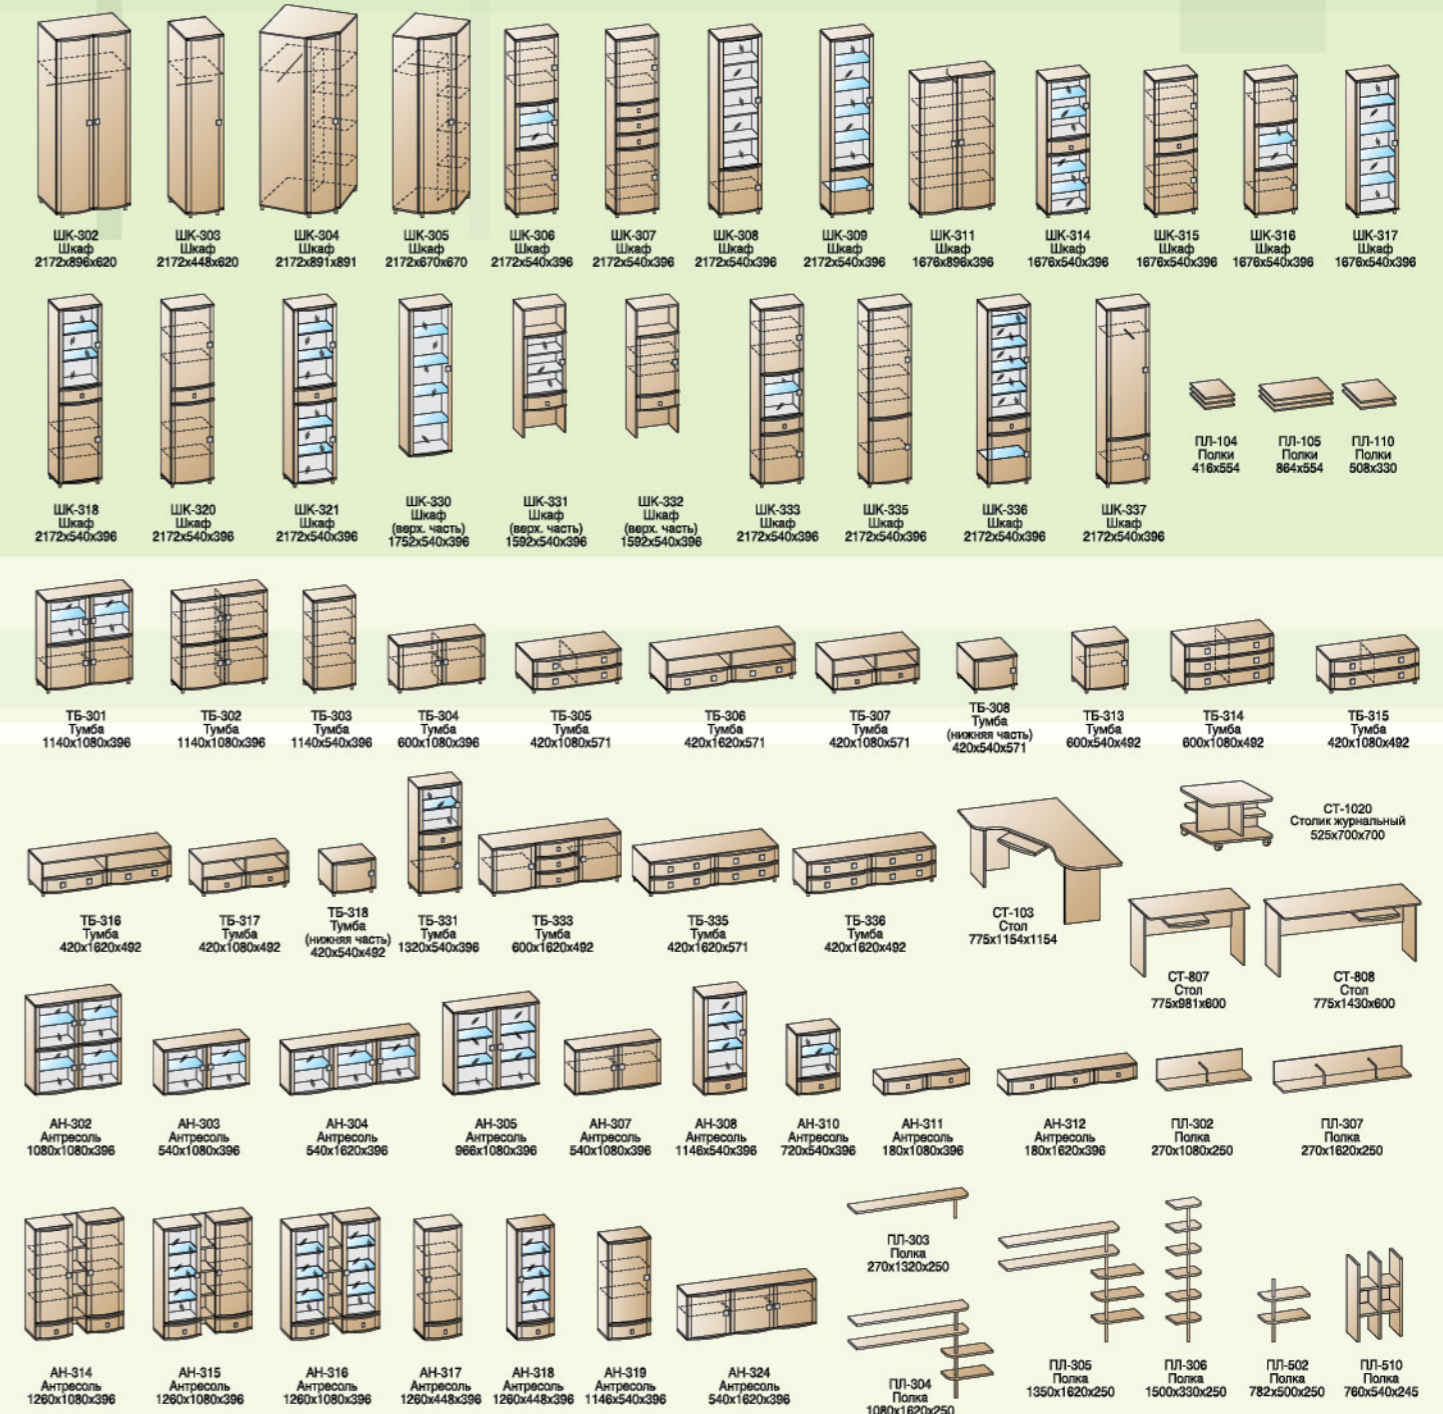 ШК-302
Шкаф
2172x896x620
ШК-303
Шкаф
2172x448x620
ШК-304
Шкаф
2172x891x891
ШК-305
Шкаф
2172x670x670
ШК-306
Шкаф
2172x540x396
ШК-307
Шкаф
2172x540x396
ШК-308
Шкаф
2172x540x396
ШК-309
Шкаф
2172x540x396
ШК-311
Шкаф
1676x896x396
ШК-314
Шкаф
1676x540x396
ШК-315
Шкаф
1676x540x396
ШК-316
Шкаф
1676x540x396
ШК-317
Шкаф
1676x540x396
ШК-318
Шкаф
2172x540x396
ШК-320
Шкаф
2172x540x396
ШК-321
Шкаф
2172x540x396
ШК-330
Шкаф
(верх. часть)
1752x540x396
ШК-331
Шкаф
(верх. часть)
1592x540x396
ШК-332
Шкаф
(верх. часть)
1592x540x396
ШК-333
Шкаф
2172x540x396
ШК-335
Шкаф
2172x540x396
ШК-336
Шкаф
2172x540x396
ШК-337
Шкаф
2172x540x396
ПЛ-104
Полки
416x554
ПЛ-105
Полки
864x554
ПЛ-110
Полки
508x330
ТБ-301
Тумба
1140x1080x396
ТБ-302
Тумба
1140x1080x396
ТБ-303
Тумба
1140x540x396
ТБ-304
Тумба
600x1080x396
ТБ-305
Тумба
420x1080x571
ТБ-306
Тумба
420x1620x571
ТБ-307
Тумба
420x1080x571
ТБ-308
Тумба
(нижняя часть)
420x540x571
ТБ-313
Тумба
600x540x492
ТБ-314
Тумба
600x1080x492
ТБ-315
Тумба
420x1080x492
ТБ-316
Тумба
420x1620x492
ТБ-317
Тумба
420x1080x492
ТБ-318
Тумба
(нижняя часть)
420x540x492
ТБ-331
Тумба
1320x540x396
ТБ-333
Тумба
600x1620x492
ТБ-335
Тумба
420x1620x571
ТБ-336
Тумба
420x1620x492
СТ-103
Стол
775x1154x1154
СТ-1020
Столик журнальный
525x700x700
СТ-807
Стол
775x981x600
СТ-808
Стол
775x1430x600
АН-302
Антресоль
1080x1080x396
АН-303
Антресоль
540x1080x396
АН-304
Антресоль
540x1620x396
АН-305
Антресоль
966x1080x396
АН-307
Антресоль
540x1080x396
АН-308
Антресоль
1146x540x396
АН-310
Антресоль
720x540x396
АН-311
Антресоль
180x1080x396
АН-312
Антресоль
180x1620x396
ПЛ-302
Полка
270x1080x250
ПЛ-307
Полка
270x1620x250
АН-314
Антресоль
1260x1080x396
АН-315
Антресоль
1260x1080x396
АН-316
Антресоль
1260x1080x396
АН-317
Антресоль
1260x448x396
АН-318
Антресоль
1260x448x396
АН-319
Антресоль
1146x540x396
АН-324
Антресоль
540x1620x396
ПЛ-303
Полка
270x1320x250
ПЛ-304
Полка
1080x1620x250
ПЛ-305
Полка
1350x1620x250
ПЛ-306
Полка
1500x330x250
ПЛ-502
Полка
782x500x250
ПЛ-510
Полка
760x540x245